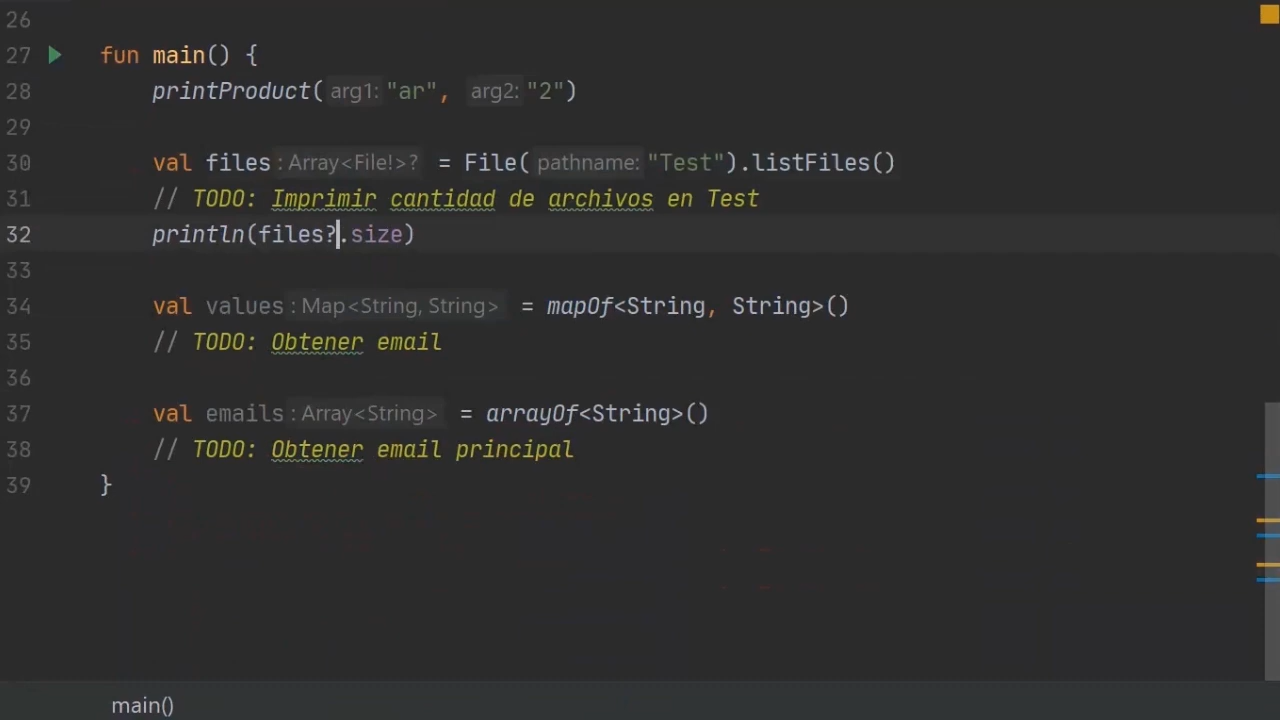 26
27 fun main() {
28 printProduct( arg1: "ar", arg2: "2")
29
30 val files : Array<File!>? = File( pathname: "Test").listFiles()
31 // TODO: Imprimir cantidad de archivos en Test
32 println(files?.size)
33
34 val values : Map<String, String> = mapOf<String, String>()
35 // TODO: Obtener email
36
37 val emails : Array<String> = arrayOf<String>()
38 // TODO: Obtener email principal
39 }
main()